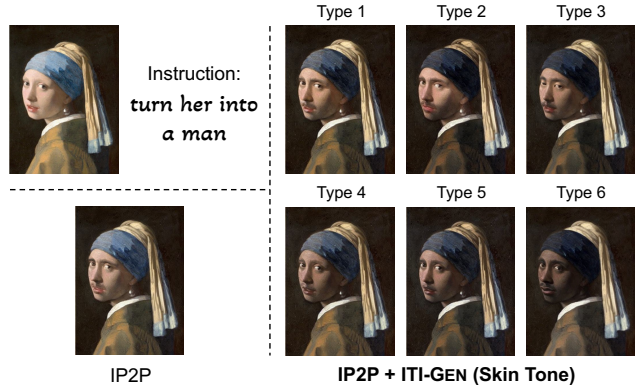 Instruction:
turn her into
a man
IP2P
Type 1 Type 2 Type 3
Type 4 Type 5 Type 6
IP2P + ITI-GEN (Skin Tone)